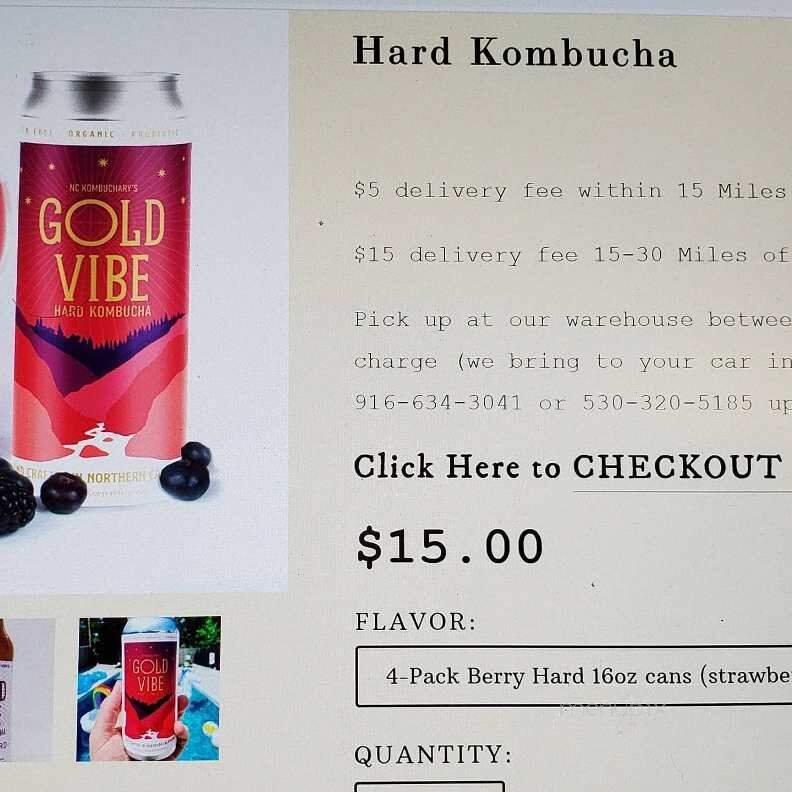 Hard Kombucha
ORGANIC
NC KOMBUCHARY'S
GOLD
VIBE
HARD KOMBUCHA
NORTHERN
$5 delivery fee within 15 Miles
$15 delivery fee 15-30 Miles of
Pick up at our warehouse
charge (we bring to your car in
916-634-3041 or 530-320-5185 up
Click Here to CHECKOUT
$15.00
FLAVOR:
4-Pack Berry Hard 16oz cans
QUANTITY:
GOLD
VIBE